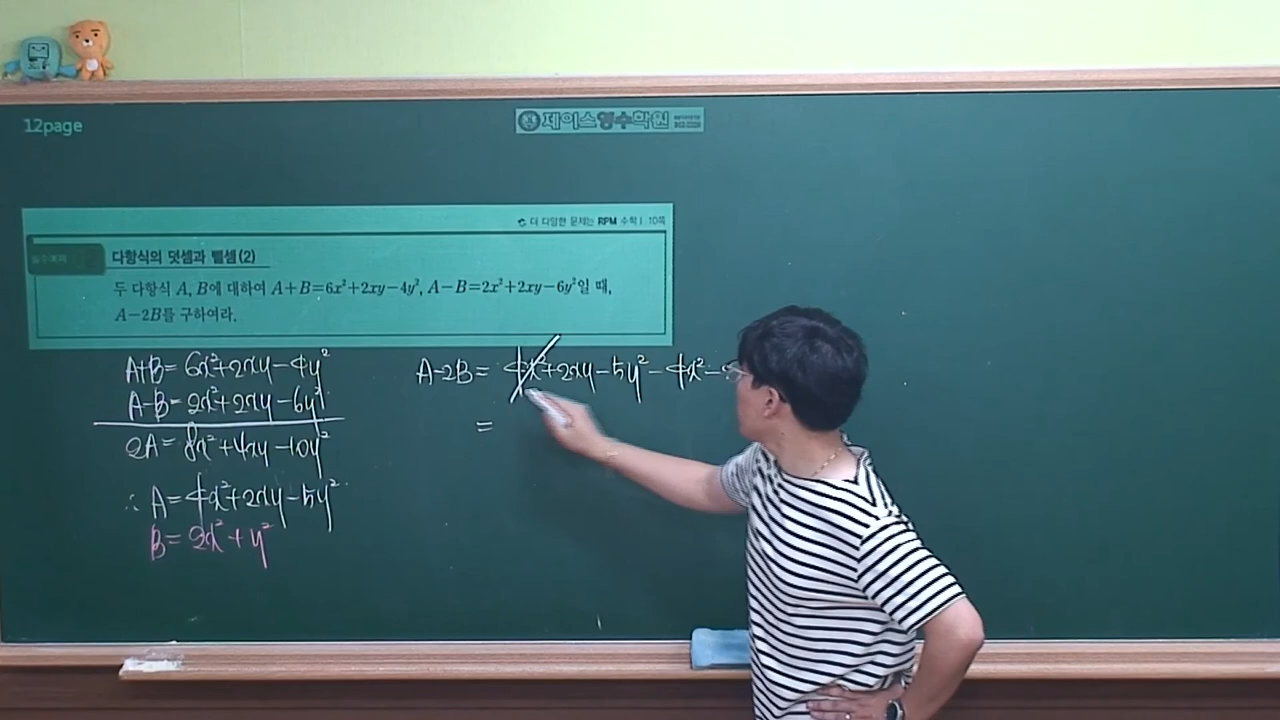 12page
제이스영수학원
더 다양한 문제는 RPM 수학 I 10쪽
필수예제
다항식의 덧셈과 뺄셈(2)
두 다항식 A, B에 대하여 A+B=6x²+2xy−4y², A−B=2x²+2xy−6y²일 때,
A−2B를 구하여라.
A+B= 6x²+2xy−4y²
A−B= 2x²+2xy−6y²
2A= 8x²+4xy−10y²
∴ A=4x²+2xy−5y²
B= 2x²+y²
A−2B= 4x²+2xy−5y²−4x²−
=